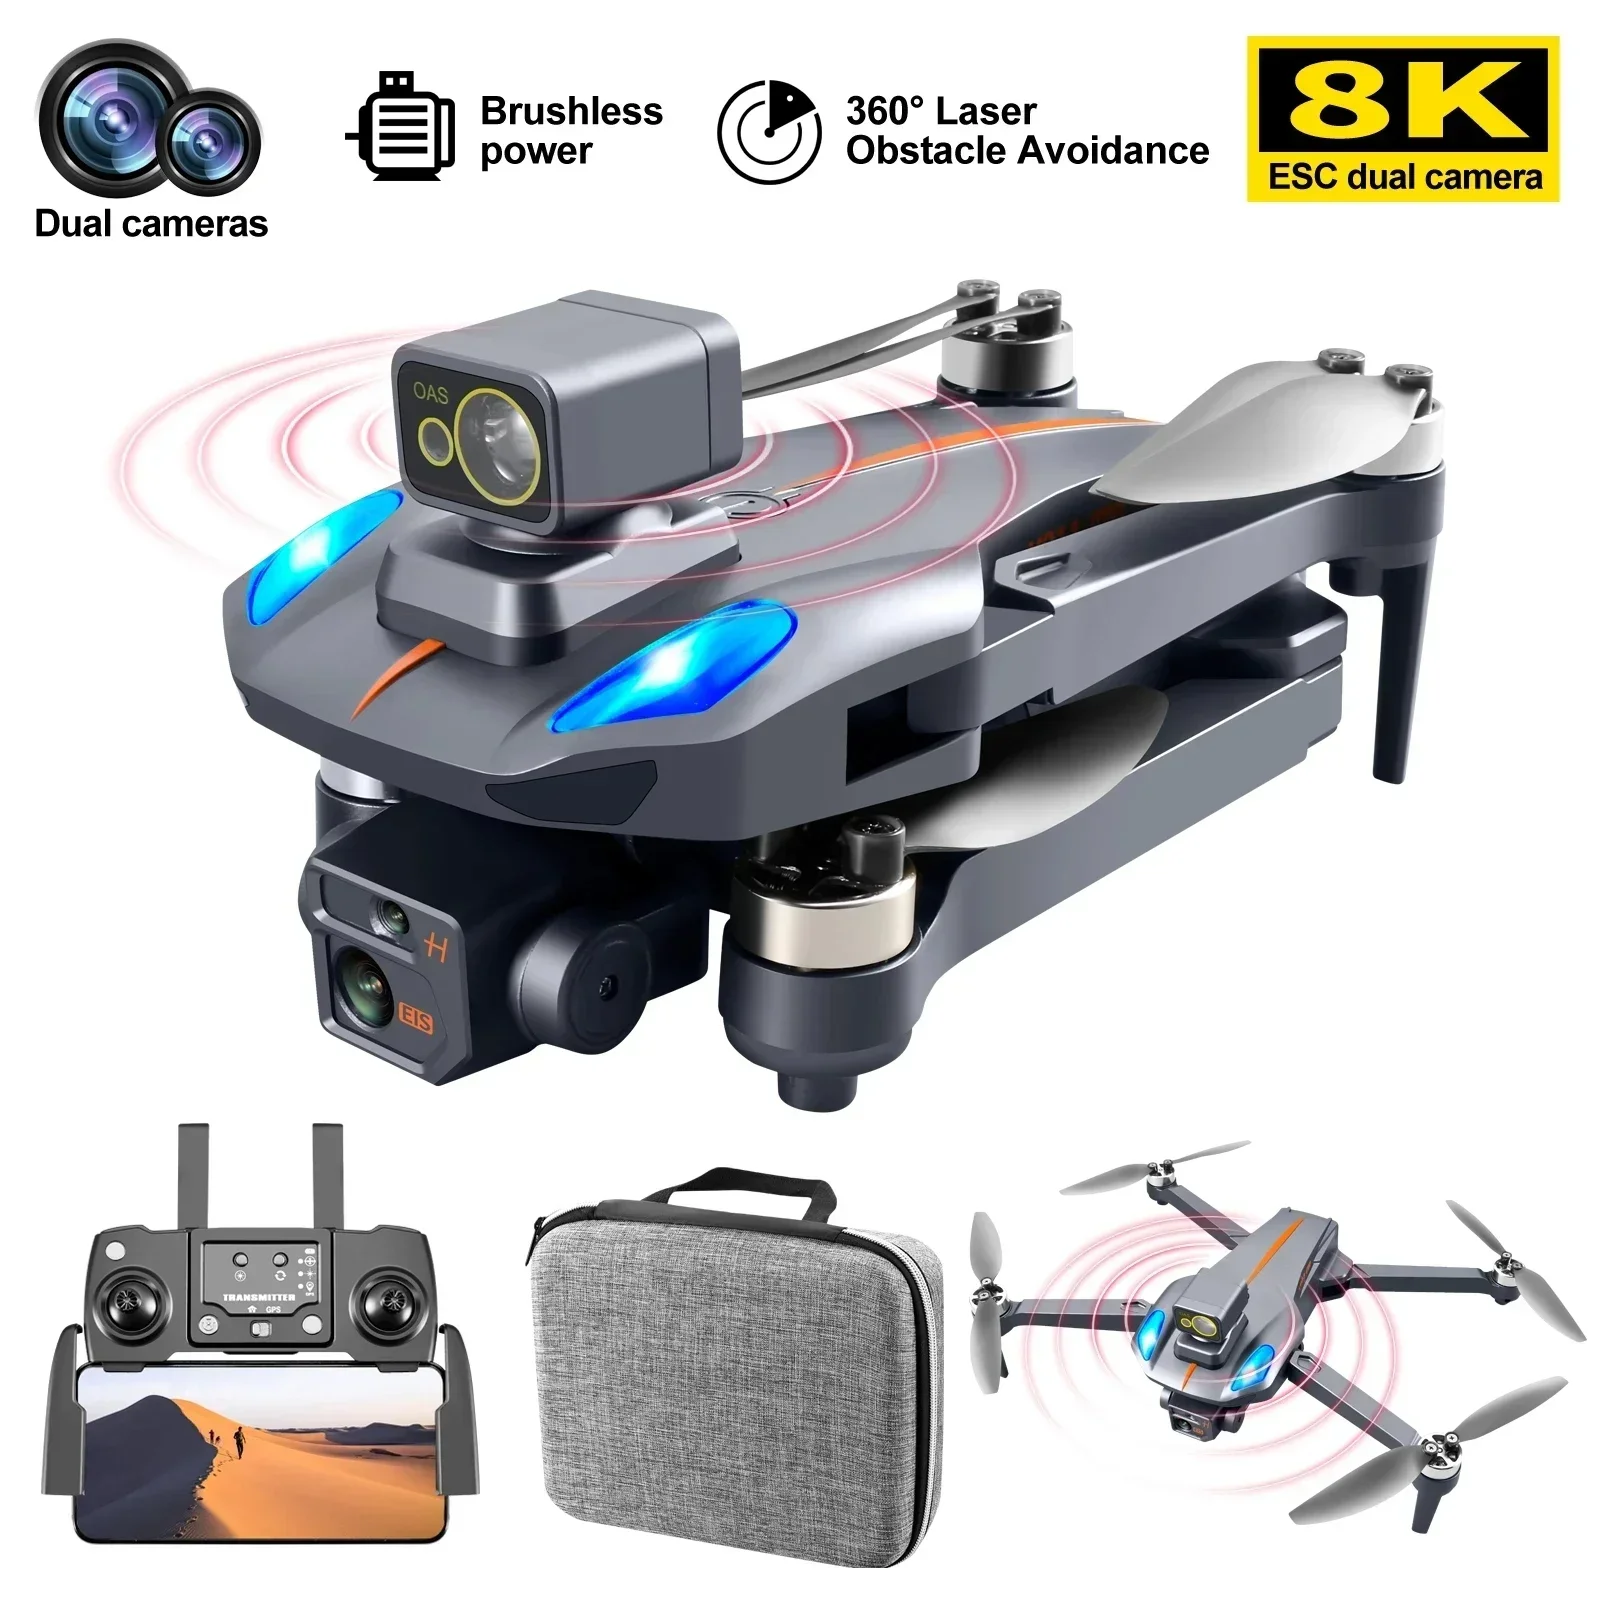 Dual cameras
Brushless
power
360° Laser
Obstacle Avoidance
8K
ESC dual camera
OAS
H
EIS
TRANSMITTER
GPS